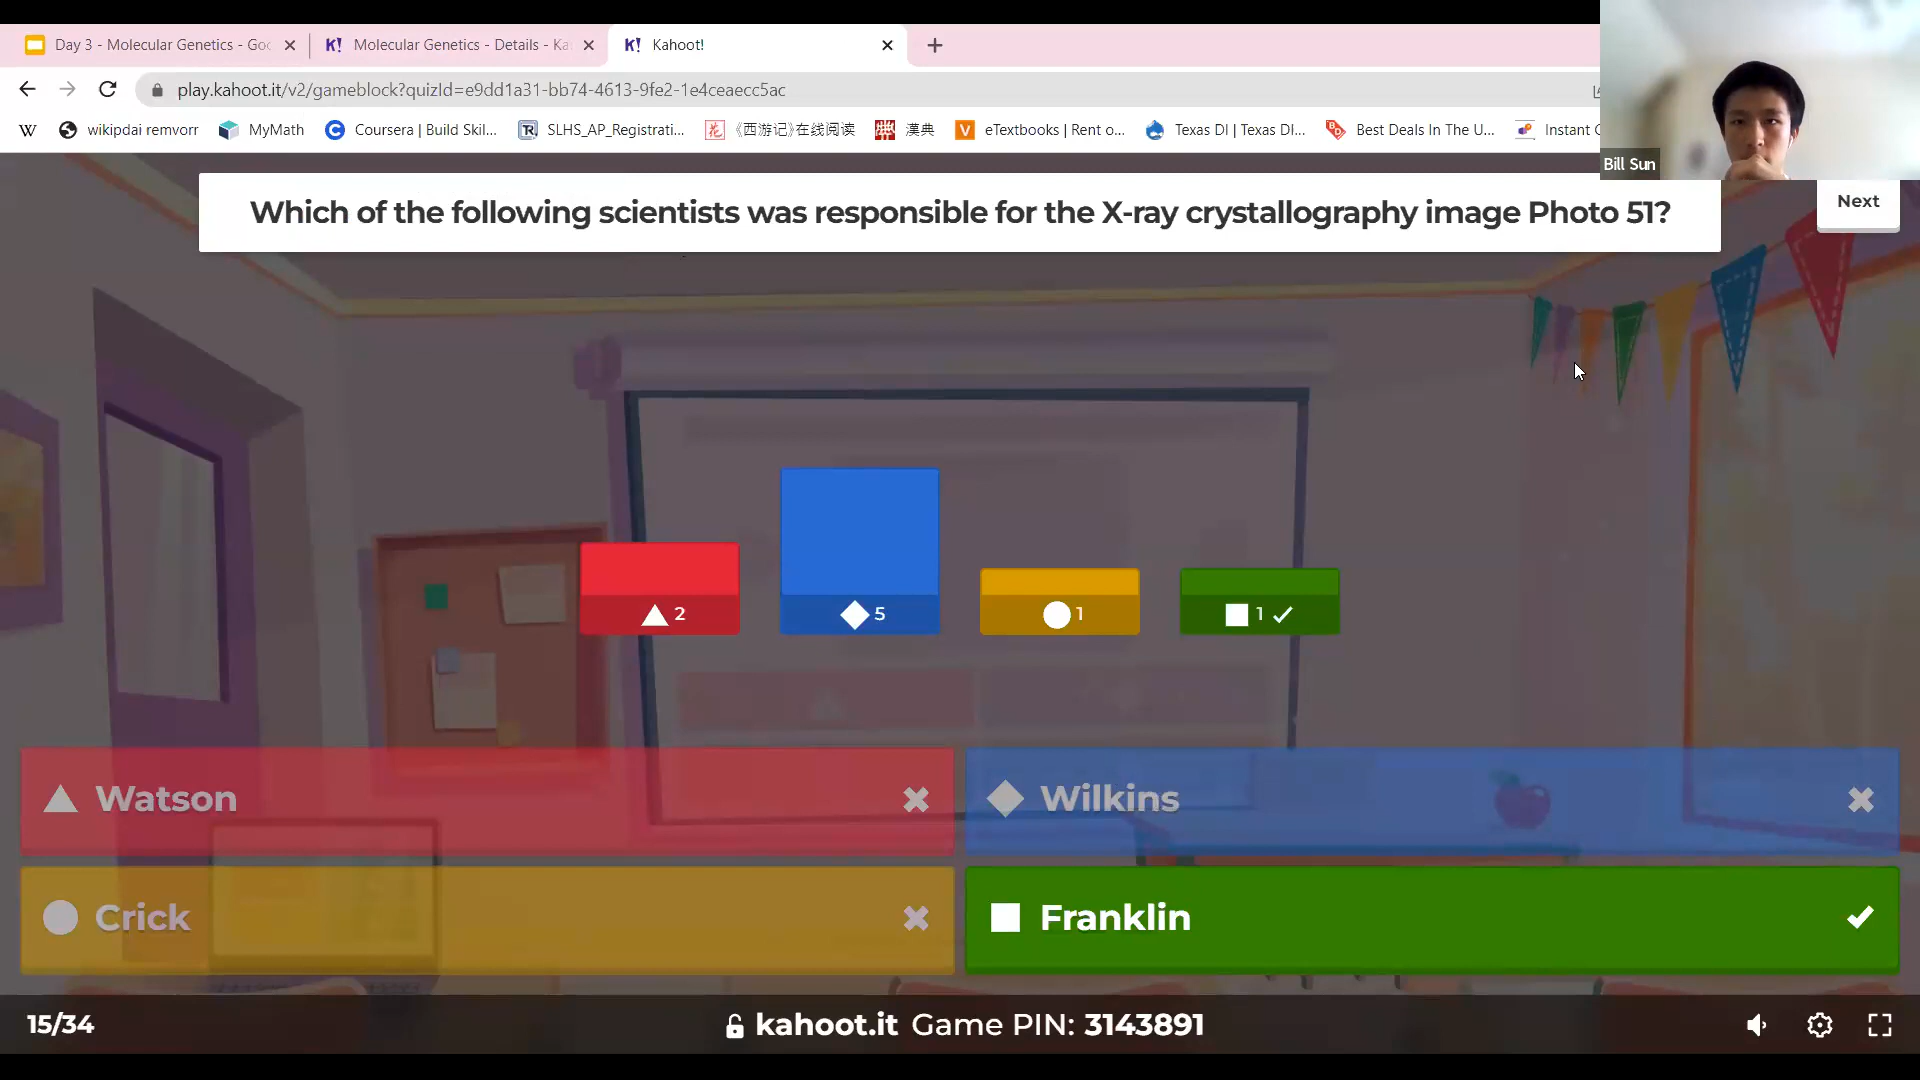 Day 3 - Molecular Genetics - Goo
K! Molecular Genetics - Details - Ka
K! Kahoot!
play.kahoot.it/v2/gameblock?quizId=e9dd1a31-bb74-4613-9fe2-1e4ceaecc5ac
W wikipdai remvorr MyMath Coursera | Build Skil... SLHS_AP_Registrati... 《西游记》在线阅读 漢典 eTextbooks | Rent o... Texas DI | Texas DI... Best Deals In The U... Instant
Bill Sun
Which of the following scientists was responsible for the X-ray crystallography image Photo 51?
Next
2
5
1
1
Watson
Wilkins
Crick
Franklin
15/34
kahoot.it Game PIN: 3143891